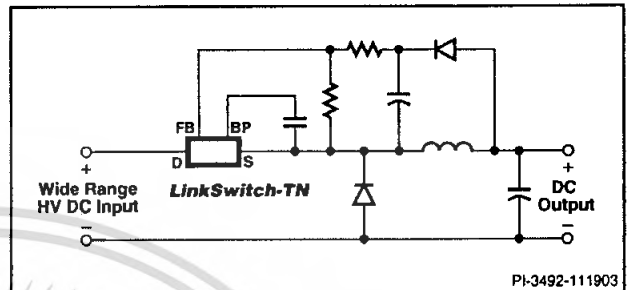 FB BP
D S
+ +
Wide Range LinkSwitch-TN DC
HV DC Input Output
− −
PI-3492-111903